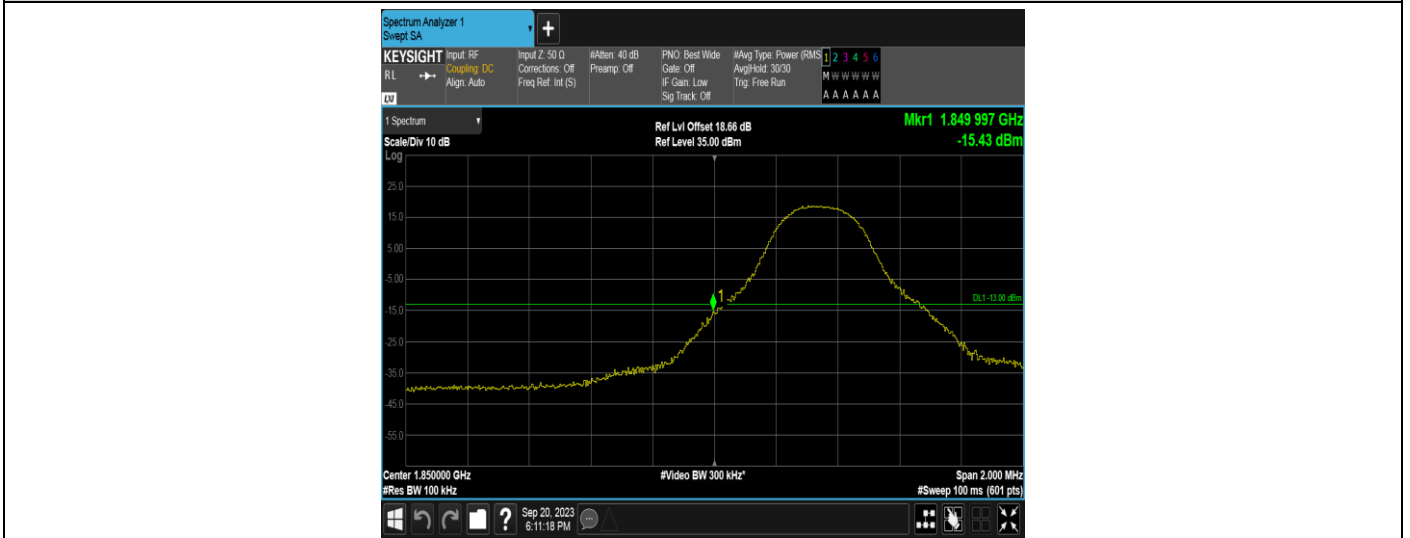 Spectrum Analyzer 1
Swept SA
+
KEYSIGHT
RL
LXI
Input: RF
Coupling: DC
Align: Auto
Input Z: 50 Ω
Corrections: Off
Freq Ref: Int (S)
#Atten: 40 dB
Preamp: Off
PNO: Best Wide
Gate: Off
IF Gain: Low
Sig Track: Off
#Avg Type: Power (RMS
Avg|Hold: 30/30
Trig: Free Run
1 2 3 4 5 6
M W W W W W
A A A A A A
1 Spectrum
Scale/Div 10 dB
Log
Ref Lvl Offset 18.66 dB
Ref Level 35.00 dBm
Mkr1 1.849 997 GHz
-15.43 dBm
25.0
15.0
5.00
-5.00
-15.0
-25.0
-35.0
-45.0
-55.0
1
DL1 -13.00 dBm
Center 1.850000 GHz
#Res BW 100 kHz
#Video BW 300 kHz*
Span 2.000 MHz
#Sweep 100 ms (601 pts)
?
Sep 20, 2023
6:11:18 PM